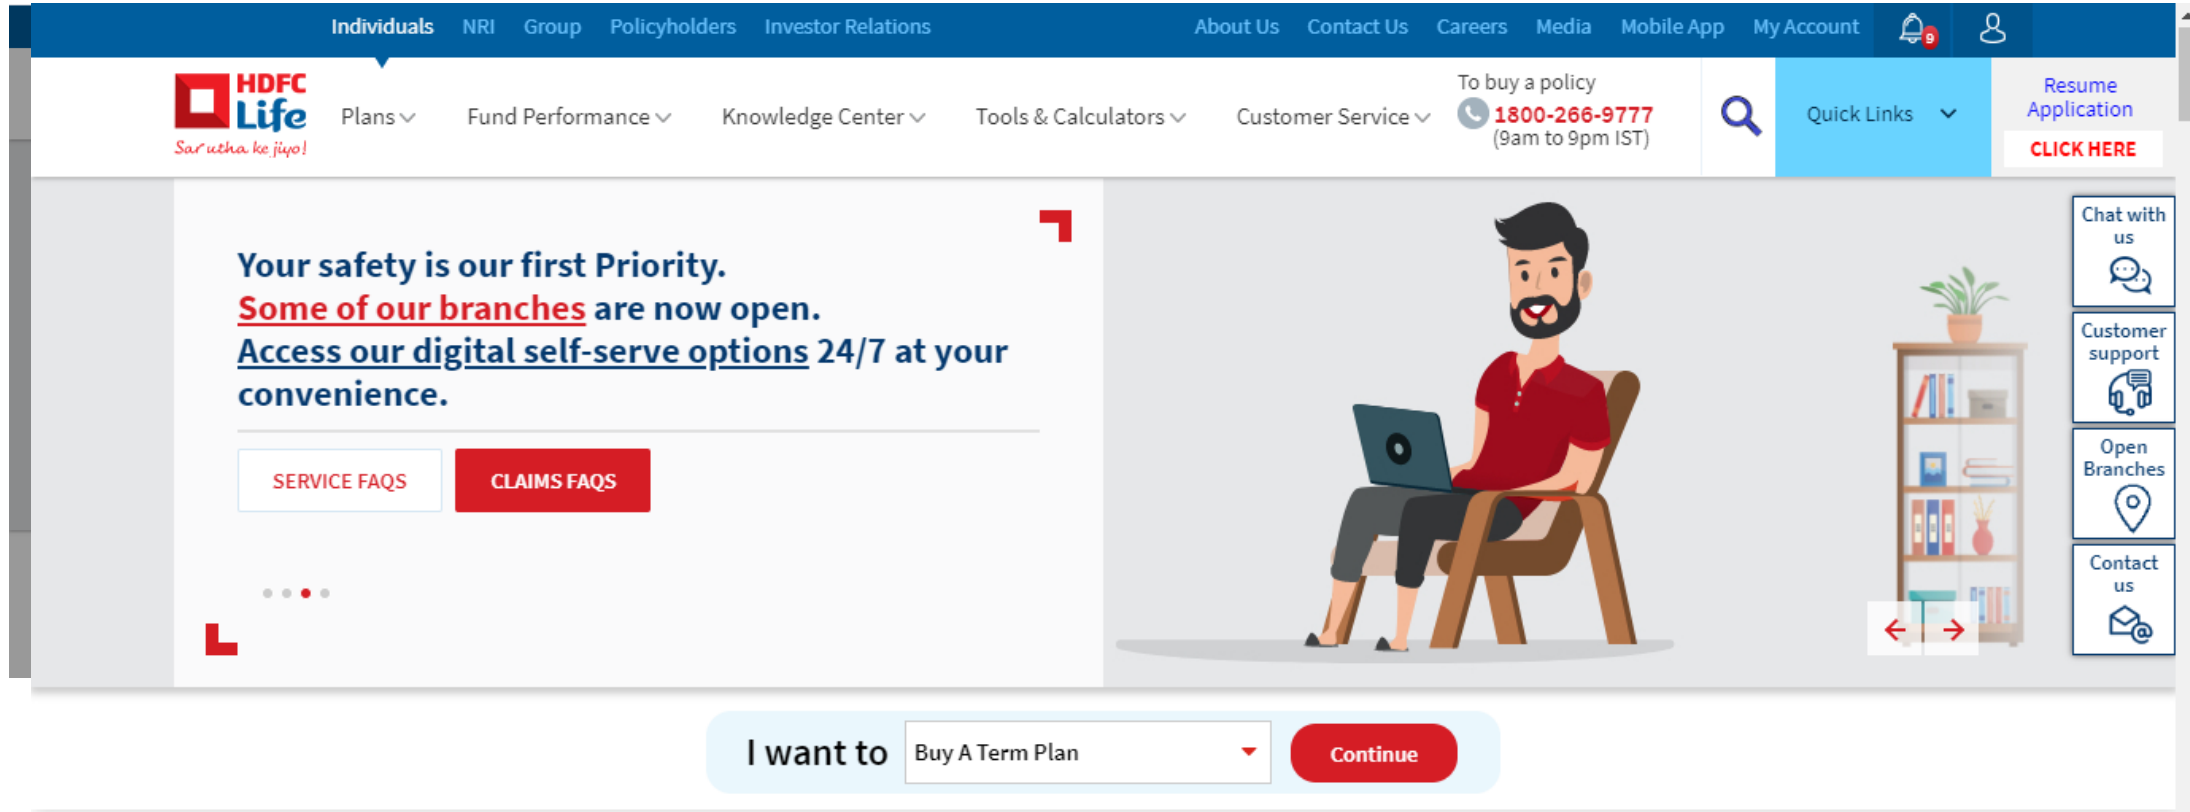 Individuals NRI Group Policyholders Investor Relations About Us Contact Us Careers Media Mobile App My Account 9
HDFC
Life
Sar utha ke jiyo!
Plans Fund Performance Knowledge Center Tools & Calculators Customer Service
To buy a policy
1800-266-9777
(9am to 9pm IST)
Quick Links
Resume
Application
CLICK HERE
Your safety is our first Priority.
Some of our branches are now open.
Access our digital self-serve options 24/7 at your
convenience.
SERVICE FAQS CLAIMS FAQS
Chat with
us
Customer
support
Open
Branches
Contact
us
I want to Buy A Term Plan Continue